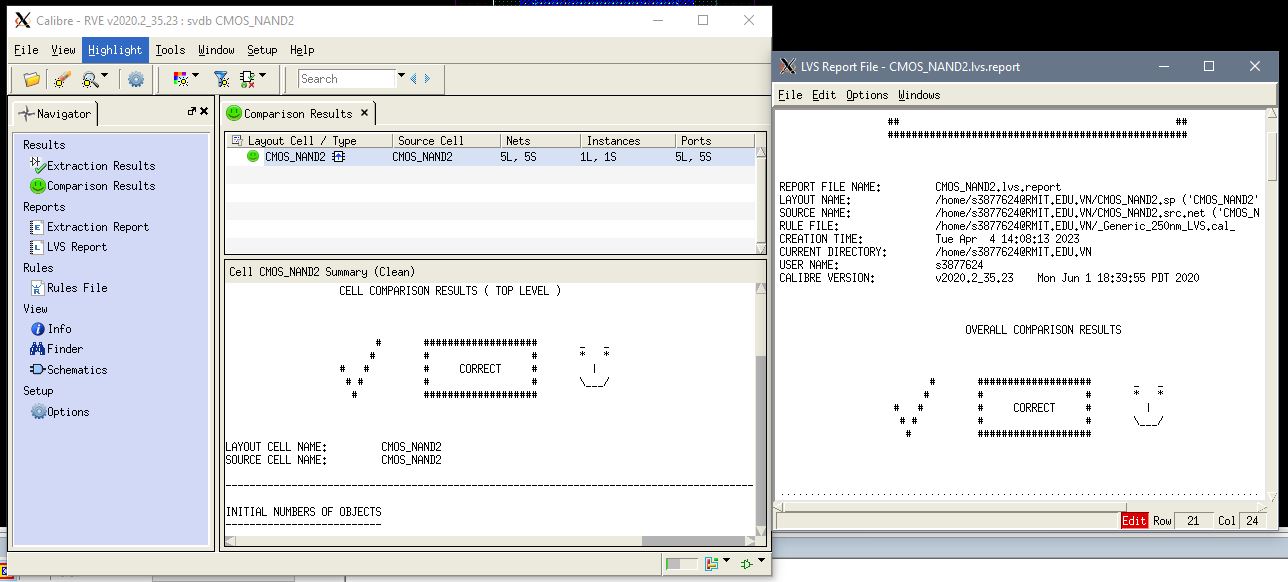 Calibre - RVE v2020.2_35.23 : svdb CMOS_NAND2
File View Highlight Tools Window Setup Help
Search
Navigator
Results
Extraction Results
Comparison Results
Reports
Extraction Report
LVS Report
Rules
Rules File
View
Info
Finder
Schematics
Setup
Options
Comparison Results
Layout Cell / Type Source Cell Nets Instances Ports
CMOS_NAND2 CMOS_NAND2 5L, 5S 1L, 1S 5L, 5S
Cell CMOS_NAND2 Summary (Clean)
CELL COMPARISON RESULTS ( TOP LEVEL )
# ################### _ _
# # # * *
# # # CORRECT # |
# # # # \___/
# ###################
LAYOUT CELL NAME: CMOS_NAND2
SOURCE CELL NAME: CMOS_NAND2
INITIAL NUMBERS OF OBJECTS
LVS Report File - CMOS_NAND2.lvs.report
File Edit Options Windows
## ##
##################################################
REPORT FILE NAME: CMOS_NAND2.lvs.report
LAYOUT NAME: /home/s3877624@RMIT.EDU.VN/CMOS_NAND2.sp ('CMOS_NAND2'
SOURCE NAME: /home/s3877624@RMIT.EDU.VN/CMOS_NAND2.src.net ('CMOS_N
RULE FILE: /home/s3877624@RMIT.EDU.VN/_Generic_250nm_LVS.cal_
CREATION TIME: Tue Apr 4 14:08:13 2023
CURRENT DIRECTORY: /home/s3877624@RMIT.EDU.VN
USER NAME: s3877624
CALIBRE VERSION: v2020.2_35.23 Mon Jun 1 18:39:55 PDT 2020
OVERALL COMPARISON RESULTS
# ################### _ _
# # # * *
# # # CORRECT # |
# # # # \___/
# ###################
Edit Row 21 Col 24